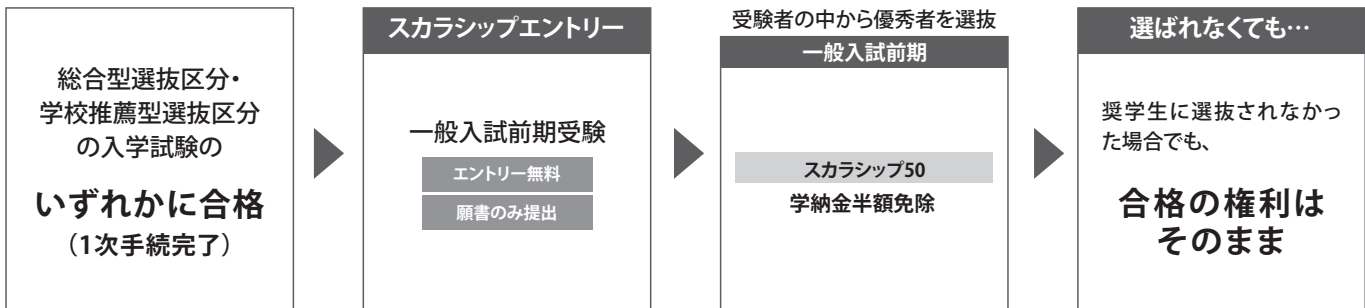 総合型選抜区分・
学校推薦型選抜区分
の入学試験の
いずれかに合格
（1次手続完了）
スカラシップエントリー
一般入試前期受験
エントリー無料
願書のみ提出
受験者の中から優秀者を選抜
一般入試前期
スカラシップ50
学納金半額免除
選ばれなくても…
奨学生に選抜されなかっ
た場合でも、
合格の権利は
そのまま